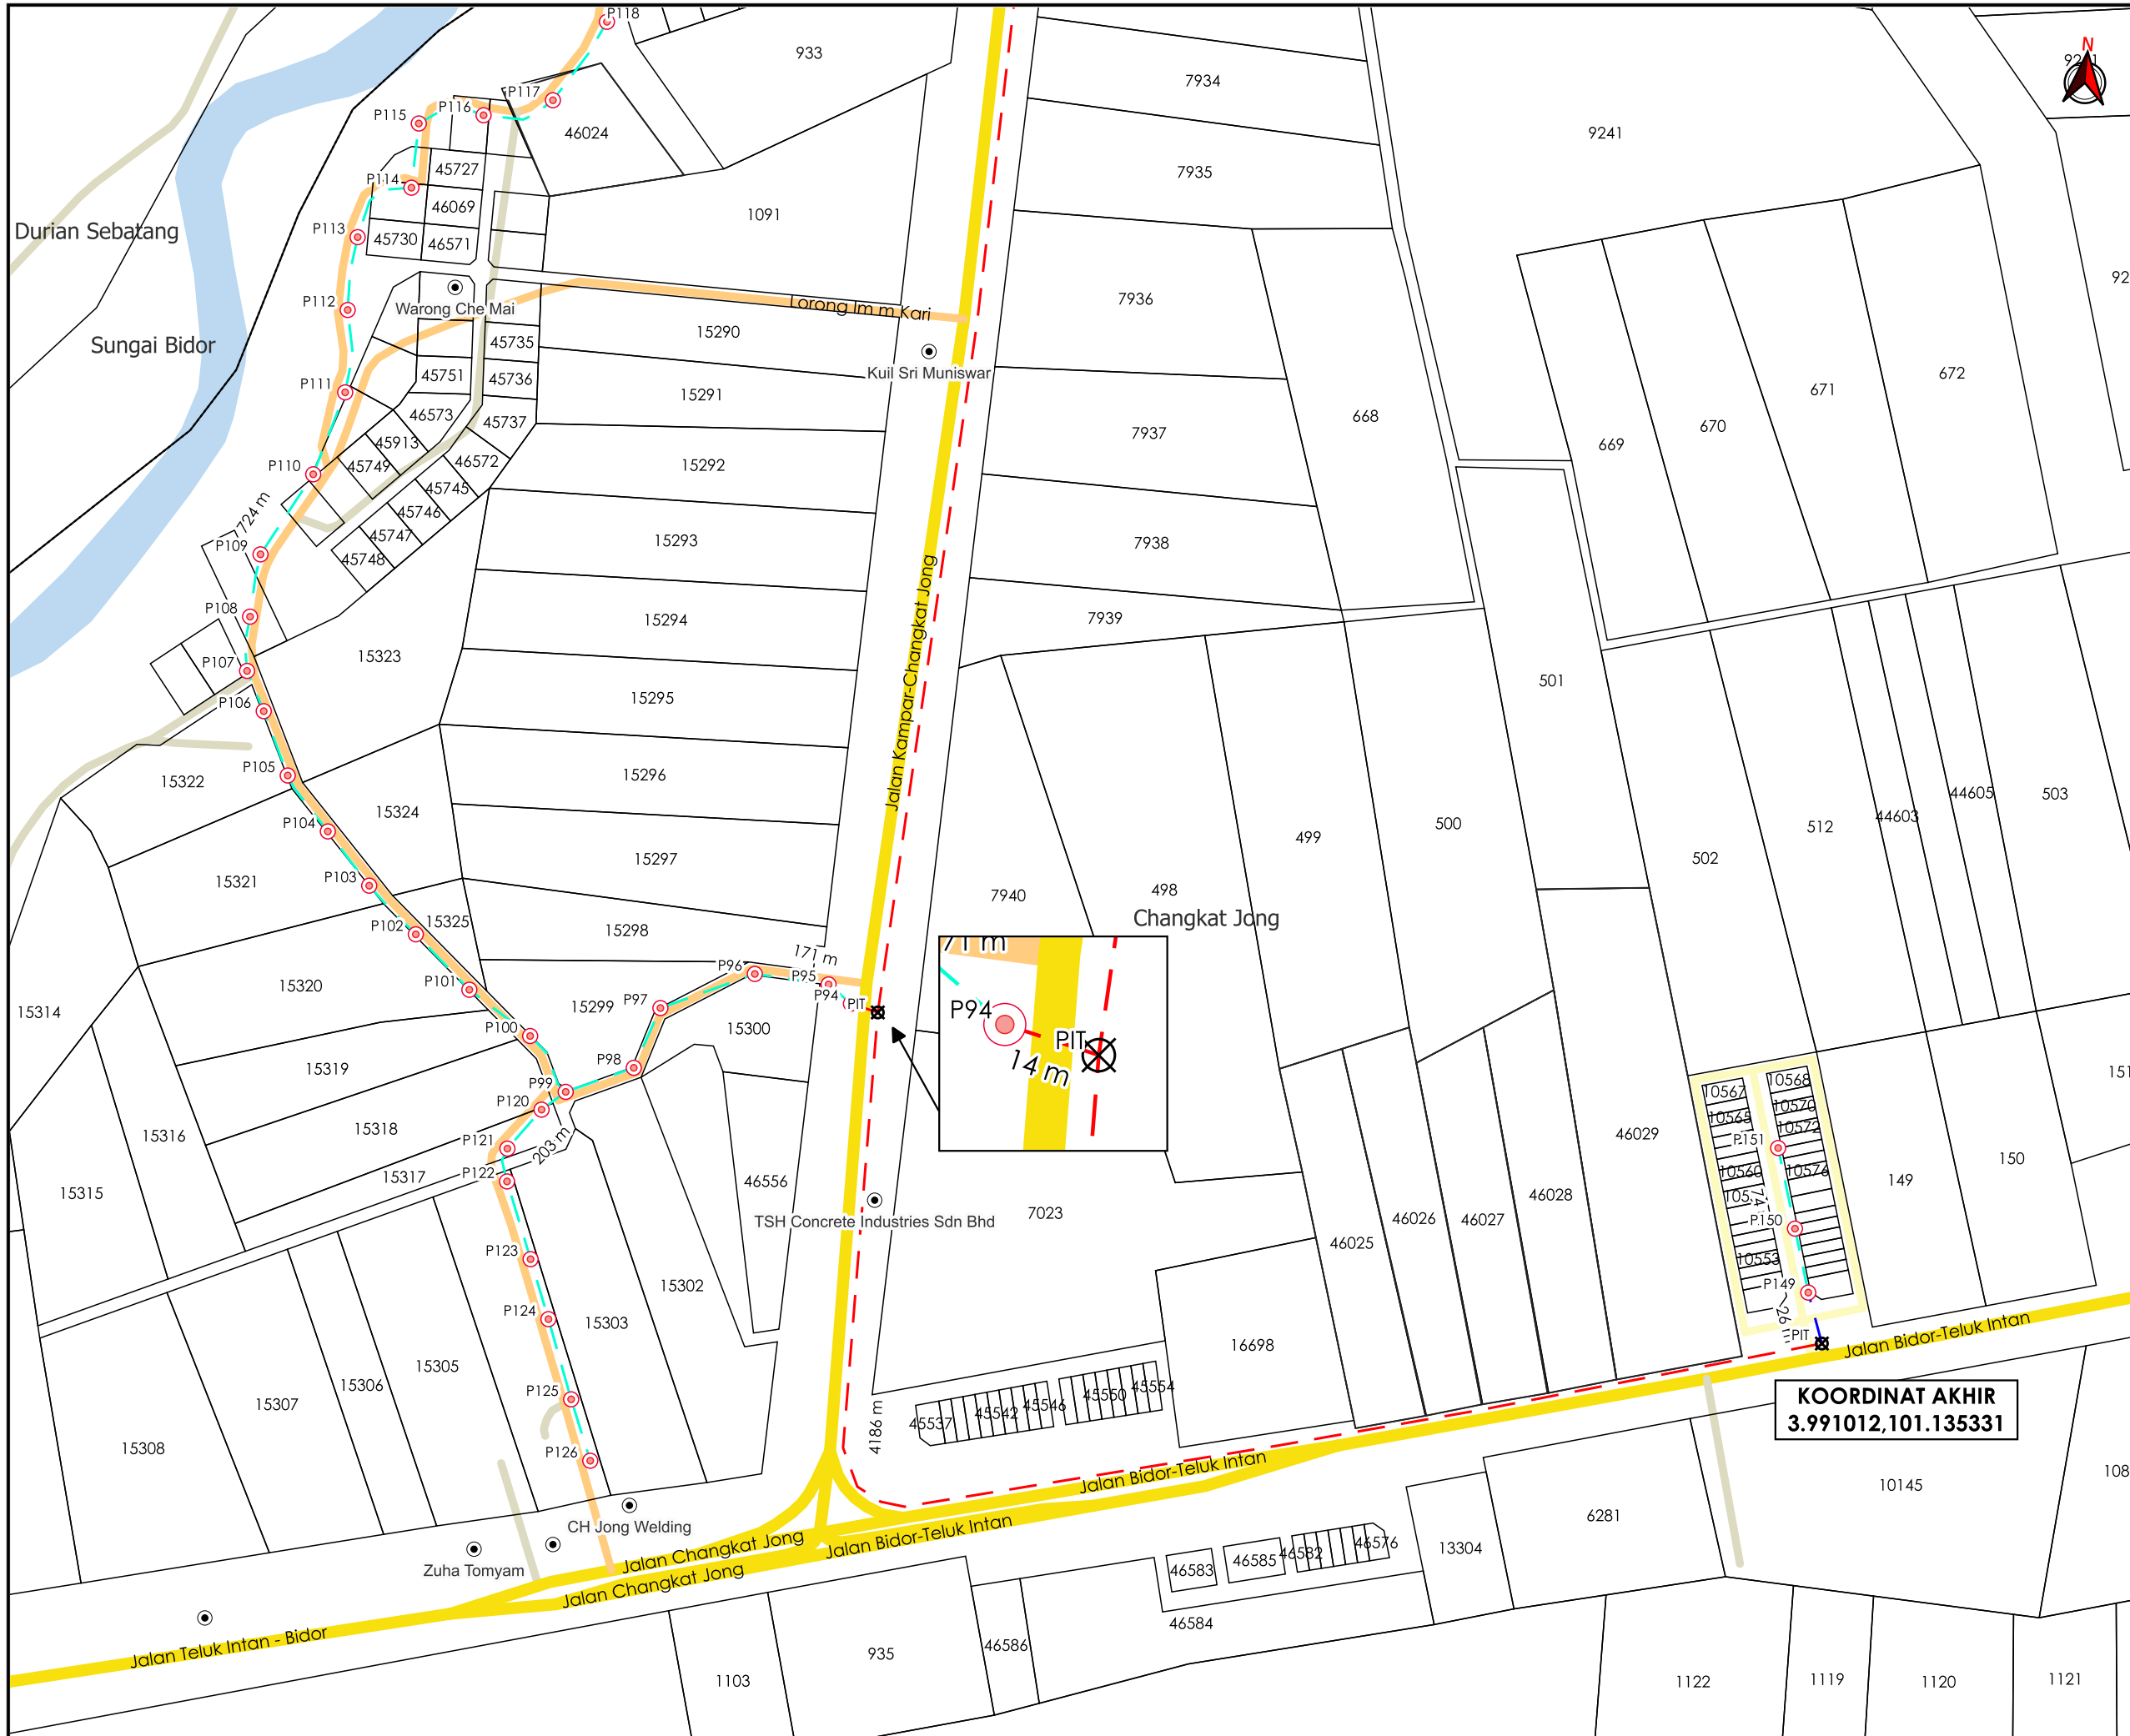 P118
933
7934
N
P117
P115
P116
46024
9241
7935
45727
P114
46069
1091
P113
45730
46571
Durian Sebatang
Warong Che Mai
P112
7936
Lorong Im m Kari
15290
45735
Sungai Bidor
Kuil Sri Muniswar
45751
45736
P111
15291
672
671
46573
45737
668
670
7937
45913
669
46572
15292
P110
45749
45745
45746
724 m
45747
15293
P109
45748
7938
Jalan Kampar-Changkat Jong
P108
15294
7939
15323
P107
15295
501
P106
P105
15322
15296
15324
P104
499
500
512
44603
44605
503
15297
502
P103
15321
7940
498
Changkat Jong
15325
P102
15298
171 m
P96
P95
P94
PIT
15320
P101
15299
P97
15300
15314
P100
71 m
P94
PIT
14 m
15319
P98
P99
P120
10567
10568
10565
10570
10572
15318
15316
P121
203 m
46029
P151
150
15317
P122
46556
10560
10576
149
15315
TSH Concrete Industries Sdn Bhd
7023
46028
46027
46026
46025
P150
P123
10553
15302
P149
P124
15303
16698
PIT
Jalan Bidor-Teluk Intan
15305
15306
15307
P125
45537
45542
45546
45550
45554
KOORDINAT AKHIR
3.991012,101.135331
4186 m
15308
P126
Jalan Bidor-Teluk Intan
10145
CH Jong Welding
6281
Jalan Changkat Jong
Jalan Bidor-Teluk Intan
Zuha Tomyam
Jalan Changkat Jong
46583
46585
46582
46576
13304
46584
Jalan Teluk Intan - Bidor
935
46586
1103
1122
1119
1120
1121